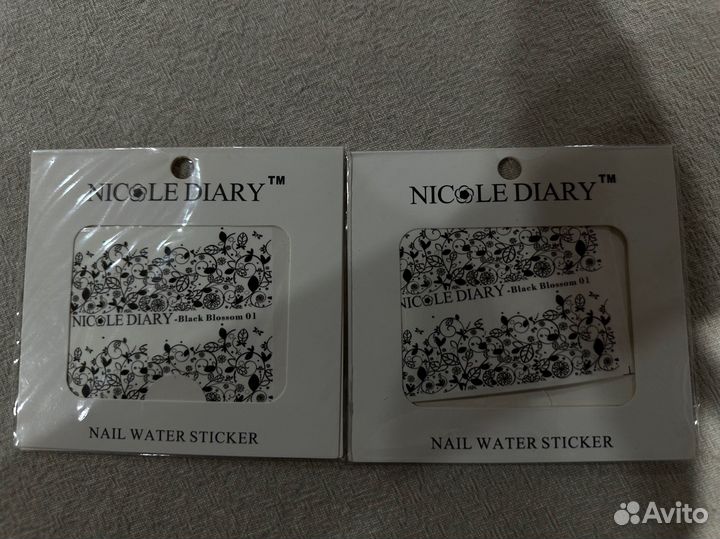 NICOLE DIARY™
NICOLE DIARY-Black Blossom 01
NAIL WATER STICKER
NICOLE DIARY™
NICOLE DIARY-Black Blossom 01
NAIL WATER STICKER
Avito